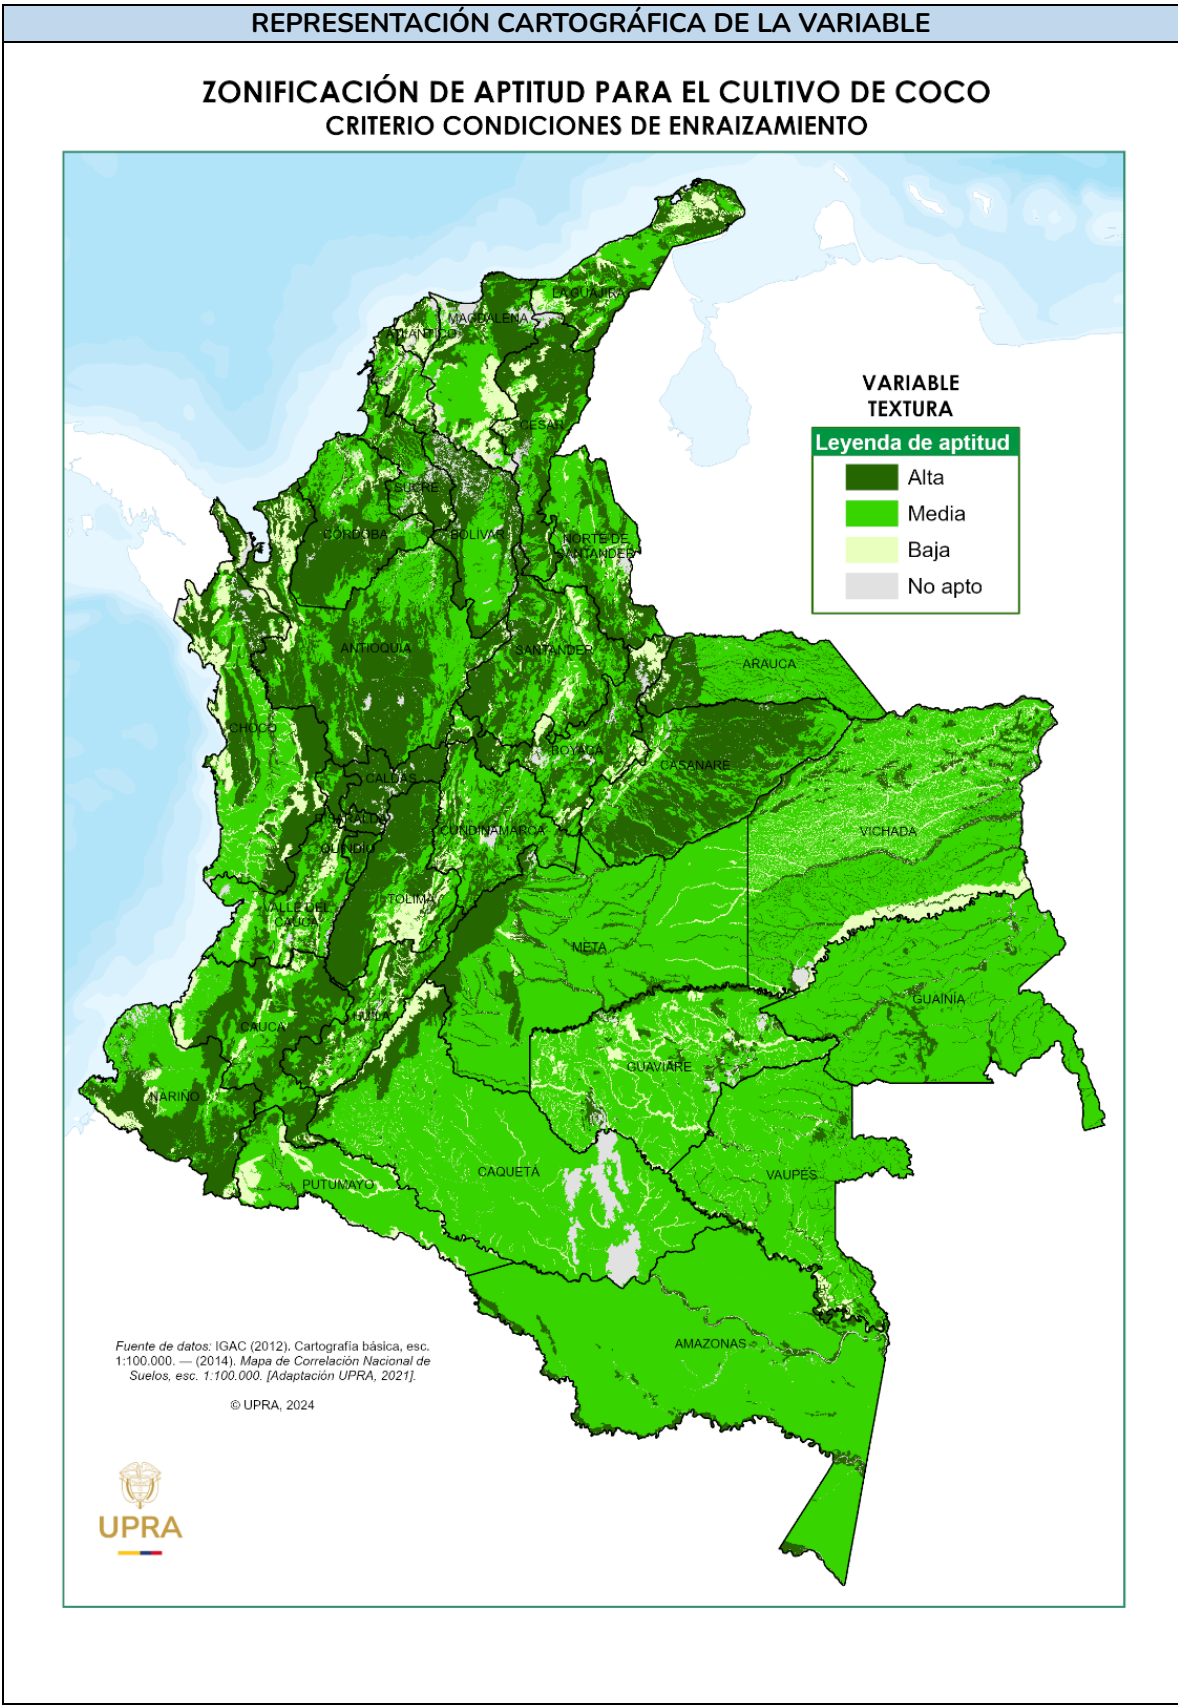 REPRESENTACIÓN CARTOGRÁFICA DE LA VARIABLE
ZONIFICACIÓN DE APTITUD PARA EL CULTIVO DE COCO
CRITERIO CONDICIONES DE ENRAIZAMIENTO
LA GUAJIRA
MAGDALENA
ATLÁNTICO
VARIABLE
TEXTURA
Leyenda de aptitud
Alta
Media
Baja
No apto
CESAR
SUCRE
CÓRDOBA
BOLÍVAR
NORTE DE
SANTANDER
ANTIOQUIA
SANTANDER
ARAUCA
CHOCÓ
BOYACÁ
CASANARE
CALDAS
RISARALDA
CUNDINAMARCA
VICHADA
QUINDÍO
TOLIMA
VALLE DEL
CAUCA
META
GUAINÍA
HUILA
CAUCA
GUAVIARE
NARIÑO
CAQUETÁ
VAUPÉS
PUTUMAYO
AMAZONAS
Fuente de datos: IGAC (2012). Cartografía básica, esc.
1:100.000. — (2014). Mapa de Correlación Nacional de
Suelos, esc. 1:100.000. [Adaptación UPRA, 2021].
© UPRA, 2024
UPRA